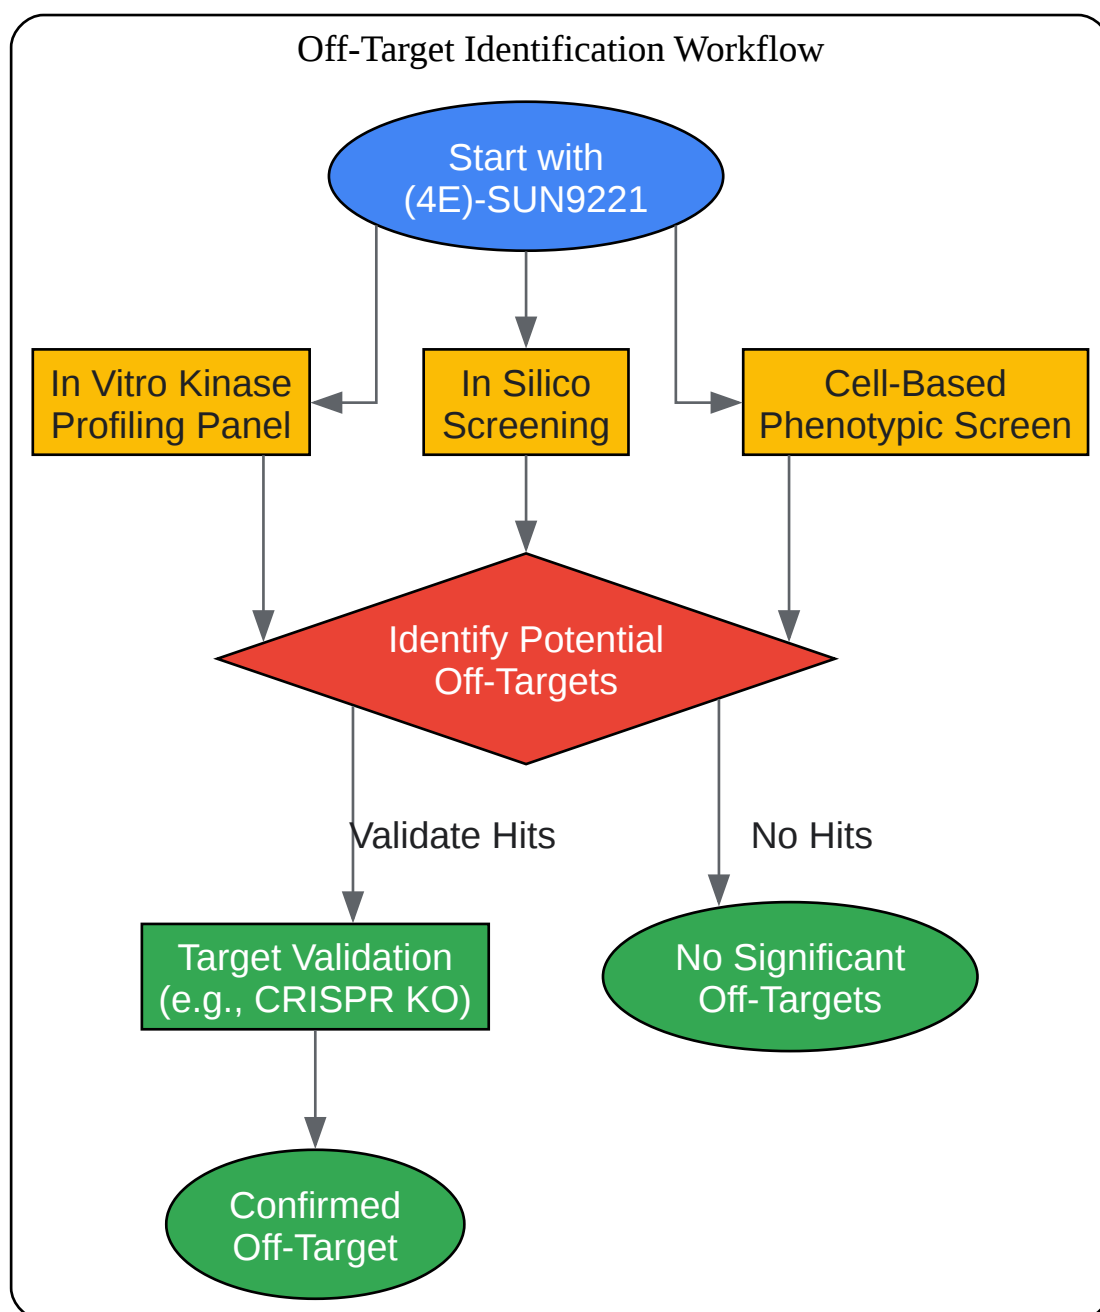 Off-Target Identification Workflow
Start with
(4E)-SUN9221
In Vitro Kinase
Profiling Panel
In Silico
Screening
Cell-Based
Phenotypic Screen
Identify Potential
Off-Targets
Validate Hits
No Hits
Target Validation
(e.g., CRISPR KO)
No Significant
Off-Targets
Confirmed
Off-Target